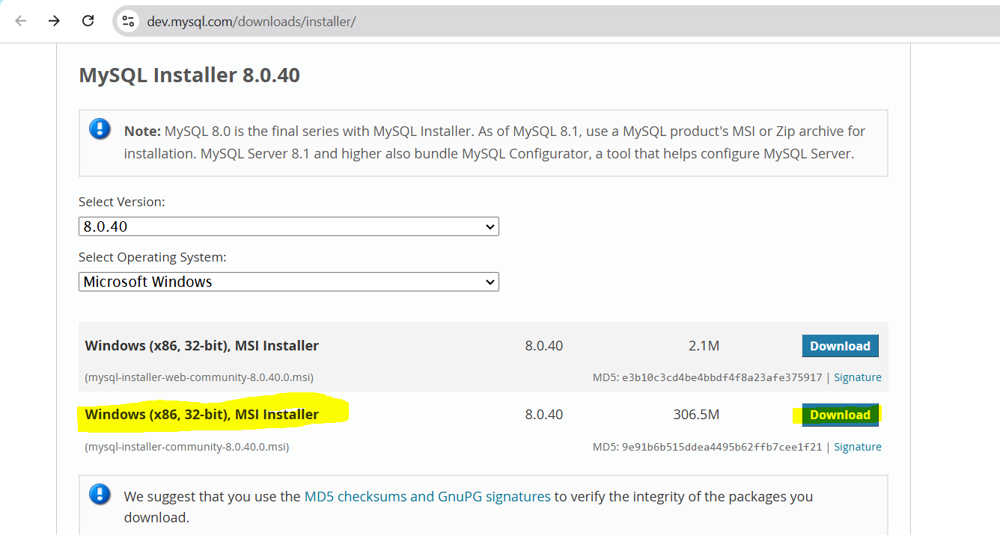 dev.mysql.com/downloads/installer/
MySQL Installer 8.0.40
Note: MySQL 8.0 is the final series with MySQL Installer. As of MySQL 8.1, use a MySQL product's MSI or Zip archive for
installation. MySQL Server 8.1 and higher also bundle MySQL Configurator, a tool that helps configure MySQL Server.
Select Version:
8.0.40
Select Operating System:
Microsoft Windows
Windows (x86, 32-bit), MSI Installer 8.0.40 2.1M Download
(mysql-installer-web-community-8.0.40.0.msi) MD5: e3b10c3cd4be4bbdf4f8a23afe375917 | Signature
Windows (x86, 32-bit), MSI Installer 8.0.40 306.5M Download
(mysql-installer-community-8.0.40.0.msi) MD5: 9e91b6b515ddea4495b62ffb7cee1f21 | Signature
We suggest that you use the MD5 checksums and GnuPG signatures to verify the integrity of the packages you
download.